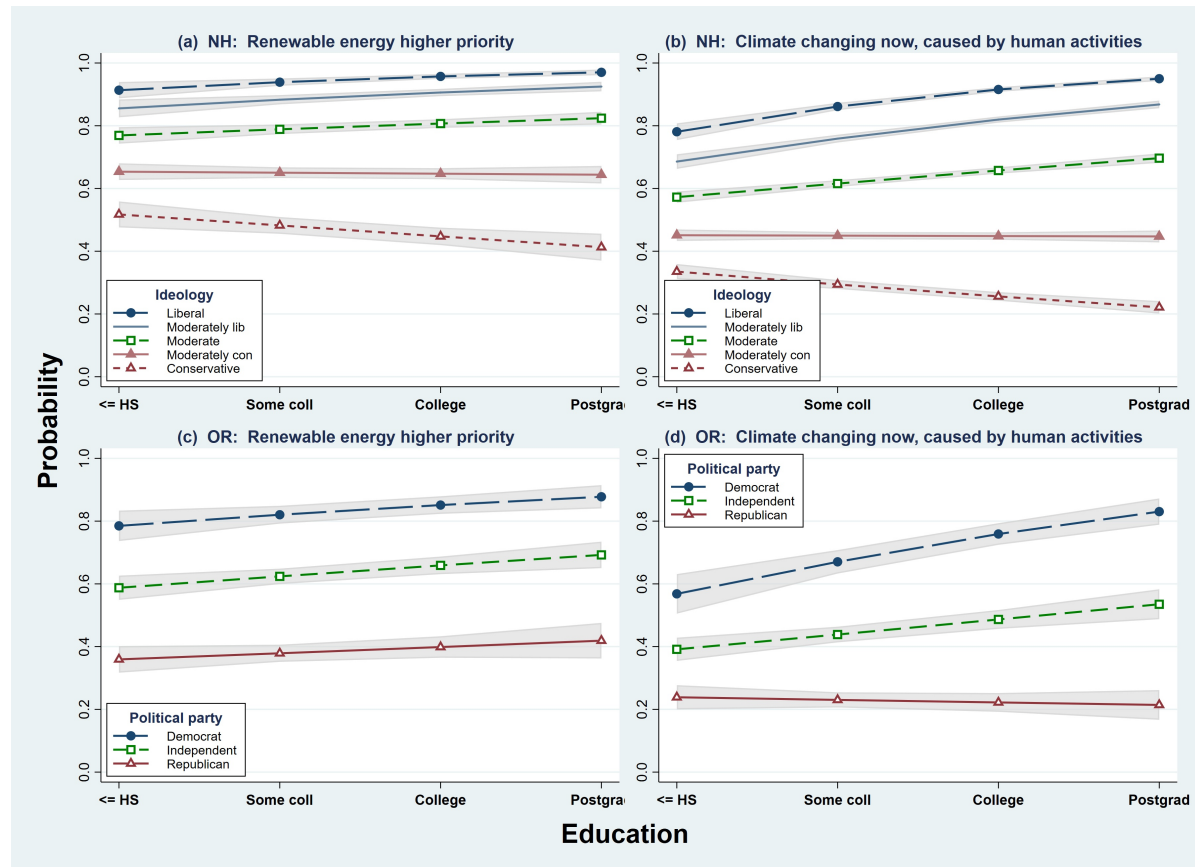 (a) NH: Renewable energy higher priority
1.0
0.8
0.6
0.4
0.2
0.0
Ideology
Liberal
Moderately lib
Moderate
Moderately con
Conservative
<= HS Some coll College Postgrad
(b) NH: Climate changing now, caused by human activities
1.0
0.8
0.6
0.4
0.2
0.0
Ideology
Liberal
Moderately lib
Moderate
Moderately con
Conservative
<= HS Some coll College Postgrad
Probability
(c) OR: Renewable energy higher priority
1.0
0.8
0.6
0.4
0.2
0.0
Political party
Democrat
Independent
Republican
<= HS Some coll College Postgrad
(d) OR: Climate changing now, caused by human activities
1.0
0.8
0.6
0.4
0.2
0.0
Political party
Democrat
Independent
Republican
<= HS Some coll College Postgrad
Education